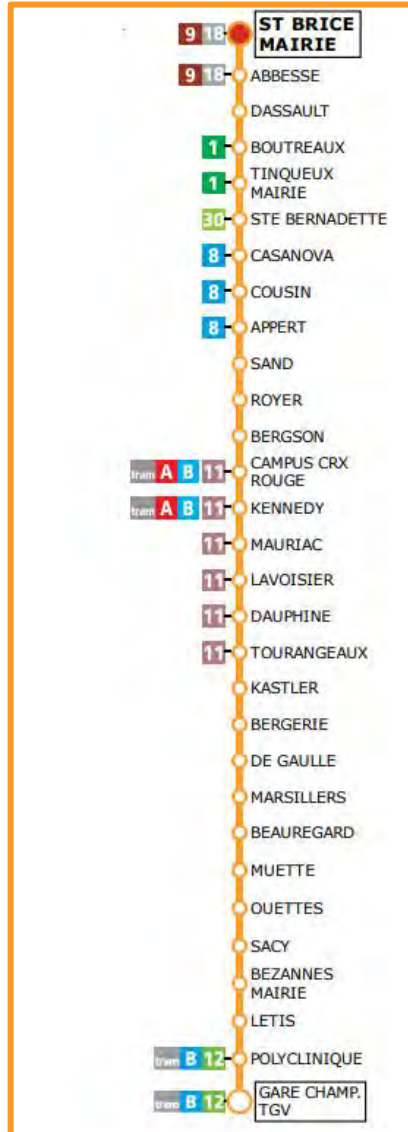 9 18 ST BRICE
MAIRIE
9 18 ABBESSE
DASSAULT
1 BOUTREAUX
1 TINQUEUX
MAIRIE
30 STE BERNADETTE
8 CASANOVA
8 COUSIN
8 APPERT
SAND
ROYER
BERGSON
tram A B 11 CAMPUS CRX
ROUGE
tram A B 11 KENNEDY
11 MAURIAC
11 LAVOISIER
11 DAUPHINE
11 TOURANGEAUX
KASTLER
BERGERIE
DE GAULLE
MARSILLERS
BEAUREGARD
MUETTE
OUETTES
SACY
BEZANNES
MAIRIE
LETIS
tram B 12 POLYCLINIQUE
tram B 12 GARE CHAMP.
TGV